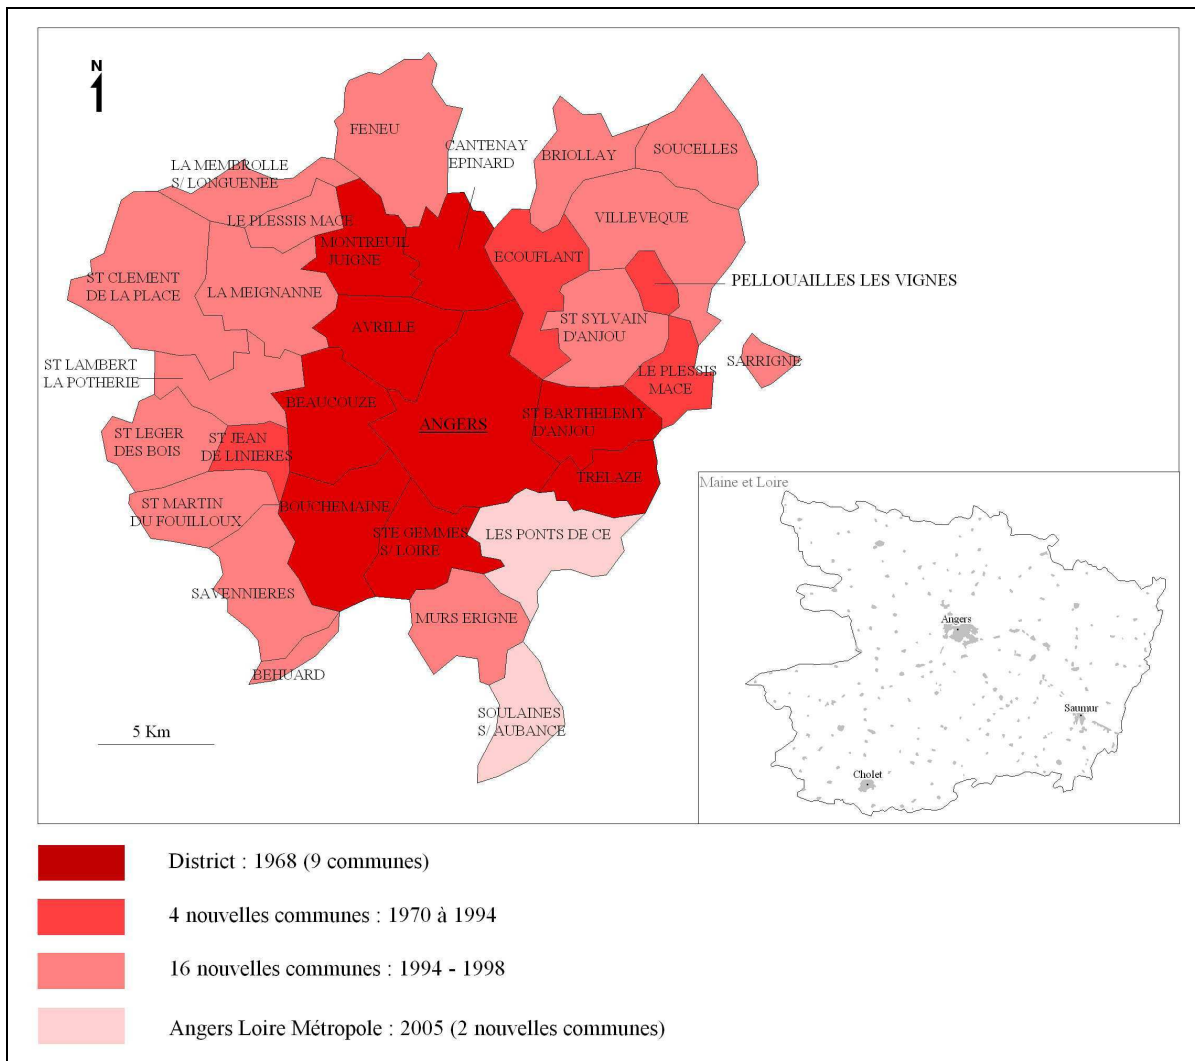 N
FENEU
CANTENAY
EPINARD
BRIOLLAY
SOUCELLES
LA MEMBROLLE
S/ LONGUENEE
LE PLESSIS MACE
VILLEVEQUE
MONTREUIL
JUIGNE
ECOUFLANT
ST CLEMENT
DE LA PLACE
LA MEIGNANNE
PELLOUAILLES LES VIGNES
AVRILLE
ST SYLVAIN
D'ANJOU
ST LAMBERT
LA POTHERIE
SARRIGNE
LE PLESSIS
MACE
BEAUCOUZE
ANGERS
ST BARTHELEMY
D'ANJOU
ST LEGER
DES BOIS
ST JEAN
DE LINIERES
TRELAZE
ST MARTIN
DU FOUILLOUX
BOUCHEMAINE
STE GEMMES
S/ LOIRE
LES PONTS DE CE
SAVENNIERES
MURS ERIGNE
BEHUARD
SOULAINES
S/ AUBANCE
5 Km
Maine et Loire
Angers
Saumur
Cholet
District : 1968 (9 communes)
4 nouvelles communes : 1970 à 1994
16 nouvelles communes : 1994 - 1998
Angers Loire Métropole : 2005 (2 nouvelles communes)